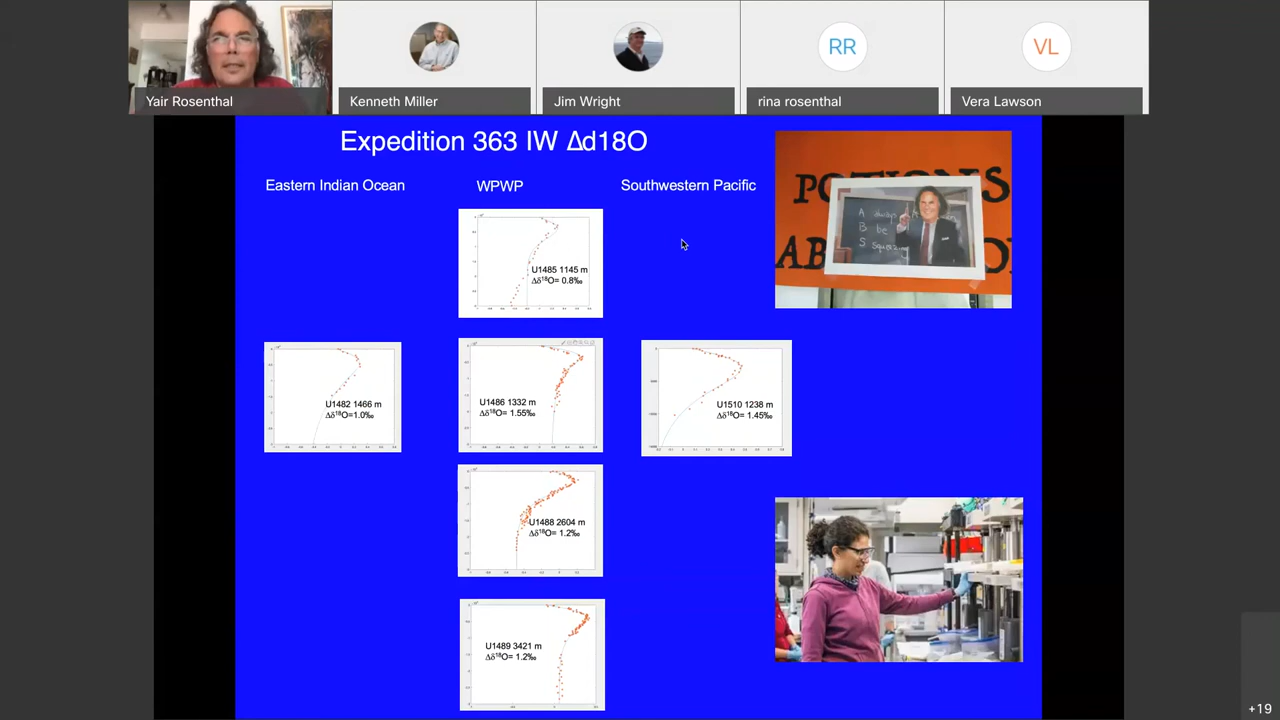 Yair Rosenthal
Kenneth Miller
Jim Wright
RR
rina rosenthal
VL
Vera Lawson
Expedition 363 IW Δd18O
Eastern Indian Ocean
WPWP
Southwestern Pacific
U1485 1145 m
Δδ¹⁸O= 0.8‰
U1482 1466 m
Δδ¹⁸O=1.0‰
U1486 1332 m
Δδ¹⁸O= 1.55‰
U1510 1238 m
Δδ¹⁸O= 1.45‰
U1488 2604 m
Δδ¹⁸O= 1.2‰
U1489 3421 m
Δδ¹⁸O= 1.2‰
A
B be
S Squeezing
+19